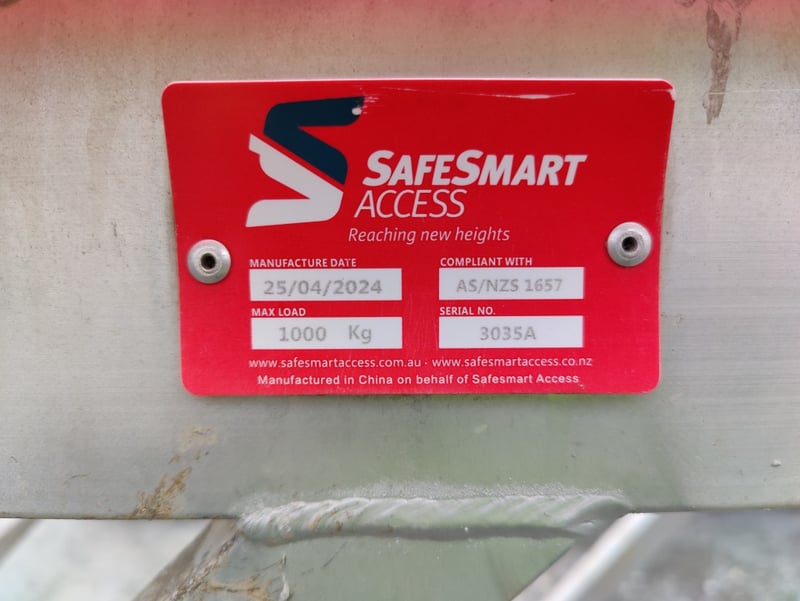 SAFESMART
ACCESS
Reaching new heights
MANUFACTURE DATE
25/04/2024
COMPLIANT WITH
AS/NZS 1657
MAX LOAD
1000 Kg
SERIAL NO.
3035A
www.safesmartaccess.com.au · www.safesmartaccess.co.nz
Manufactured in China on behalf of Safesmart Access